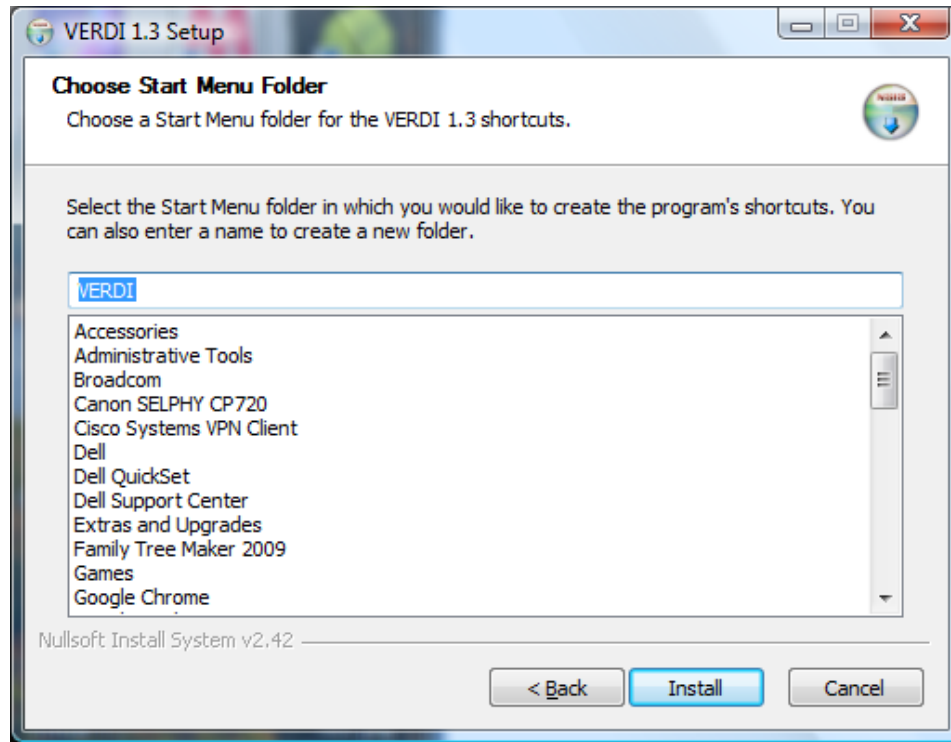 VERDI 1.3 Setup
Choose Start Menu Folder
Choose a Start Menu folder for the VERDI 1.3 shortcuts.
Select the Start Menu folder in which you would like to create the program's shortcuts. You
can also enter a name to create a new folder.
VERDI
Accessories
Administrative Tools
Broadcom
Canon SELPHY CP720
Cisco Systems VPN Client
Dell
Dell QuickSet
Dell Support Center
Extras and Upgrades
Family Tree Maker 2009
Games
Google Chrome
Nullsoft Install System v2.42
< Back Install Cancel